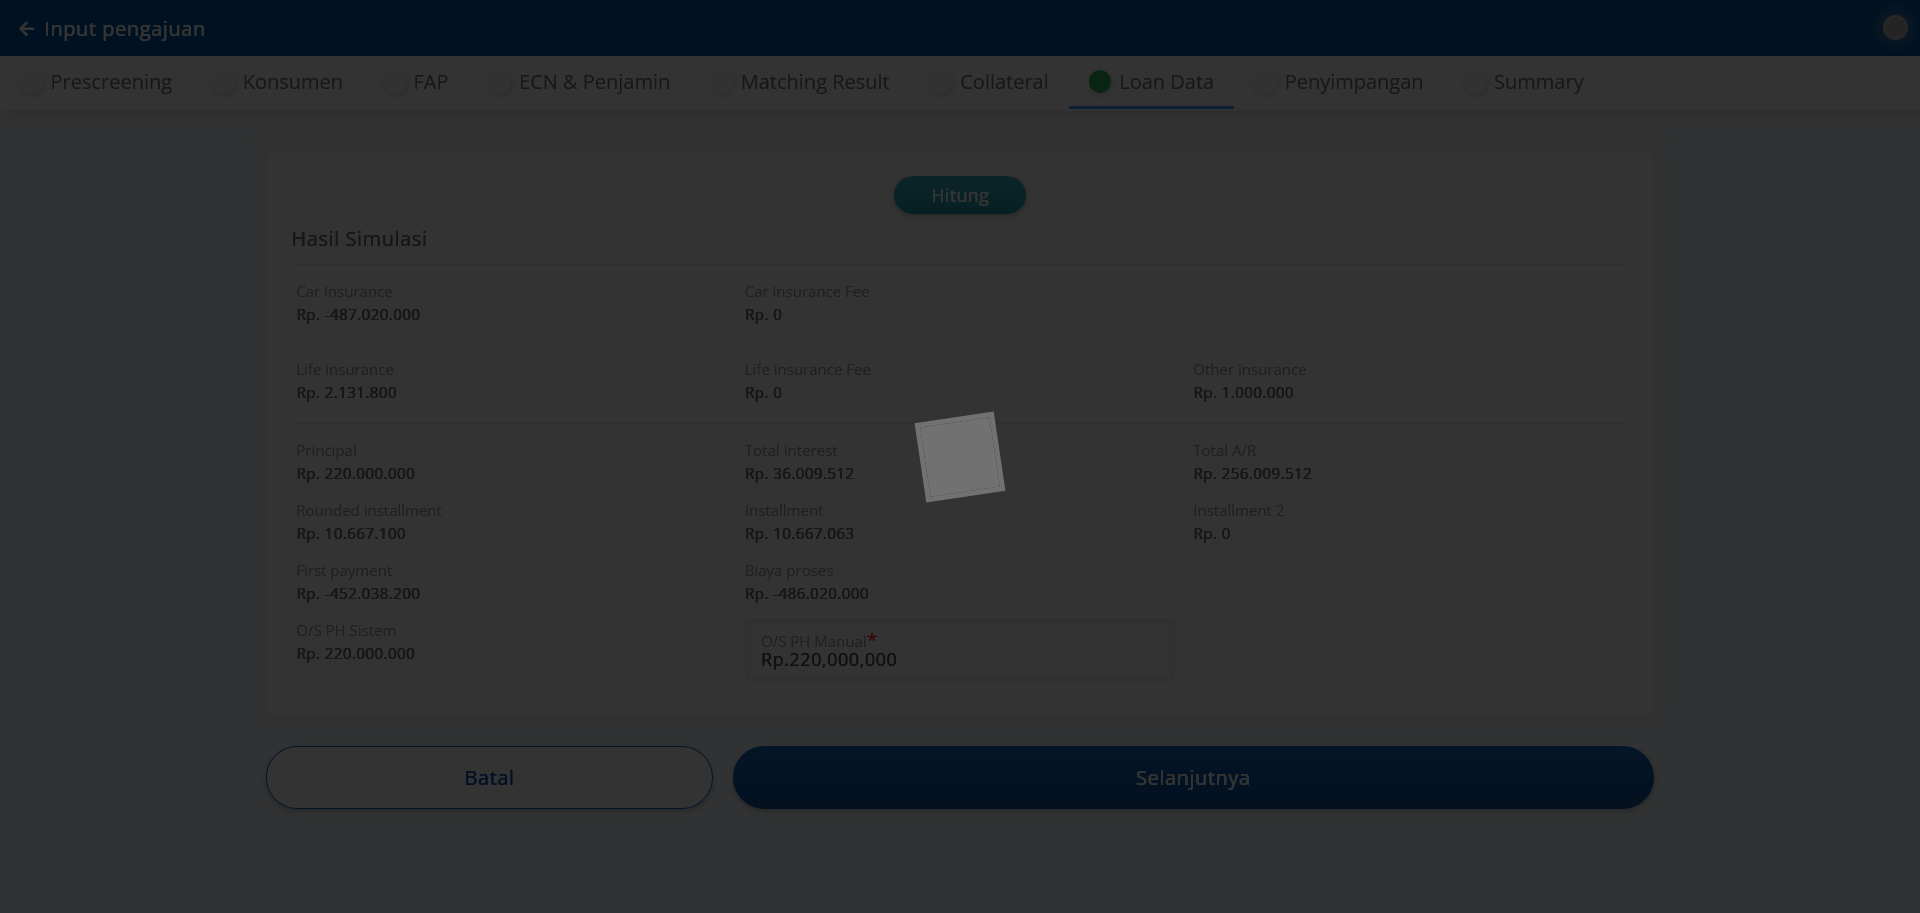 Input pengajuan
Prescreening Konsumen FAP ECN & Penjamin Matching Result Collateral Loan Data Penyimpangan Summary
Hitung
Hasil Simulasi
Car insurance Car insurance Fee
Rp. -487.020.000 Rp. 0
Life insurance Life insurance Fee Other insurance
Rp. 2.131.800 Rp. 0 Rp. 1.000.000
Principal Total Interest Total A/R
Rp. 220.000.000 Rp. 36.009.512 Rp. 256.009.512
Rounded installment Installment Installment 2
Rp. 10.667.100 Rp. 10.667.063 Rp. 0
First payment Biaya proses
Rp. -452.038.200 Rp. -486.020.000
O/S PH Sistem O/S PH Manual*
Rp. 220.000.000 Rp.220,000,000
Batal Selanjutnya